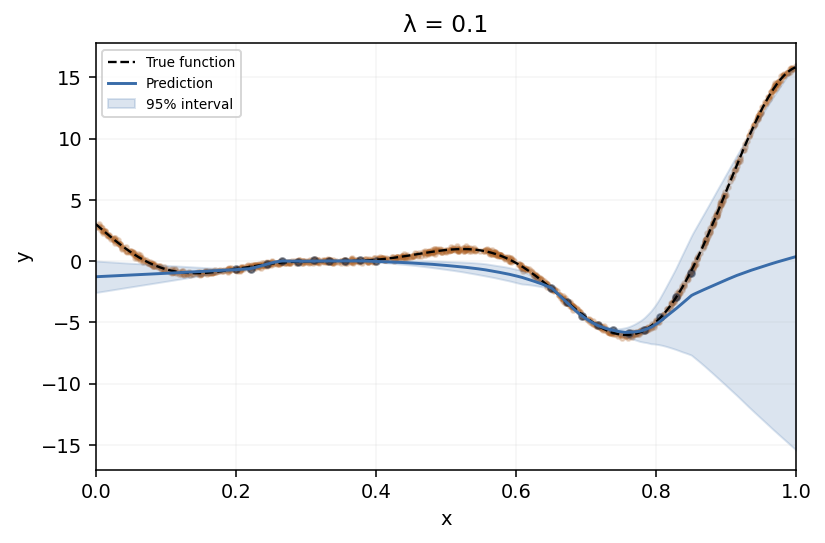 λ = 0.1
True function
Prediction
95% interval
y
15
10
5
0
−5
−10
−15
0.0 0.2 0.4 0.6 0.8 1.0
x